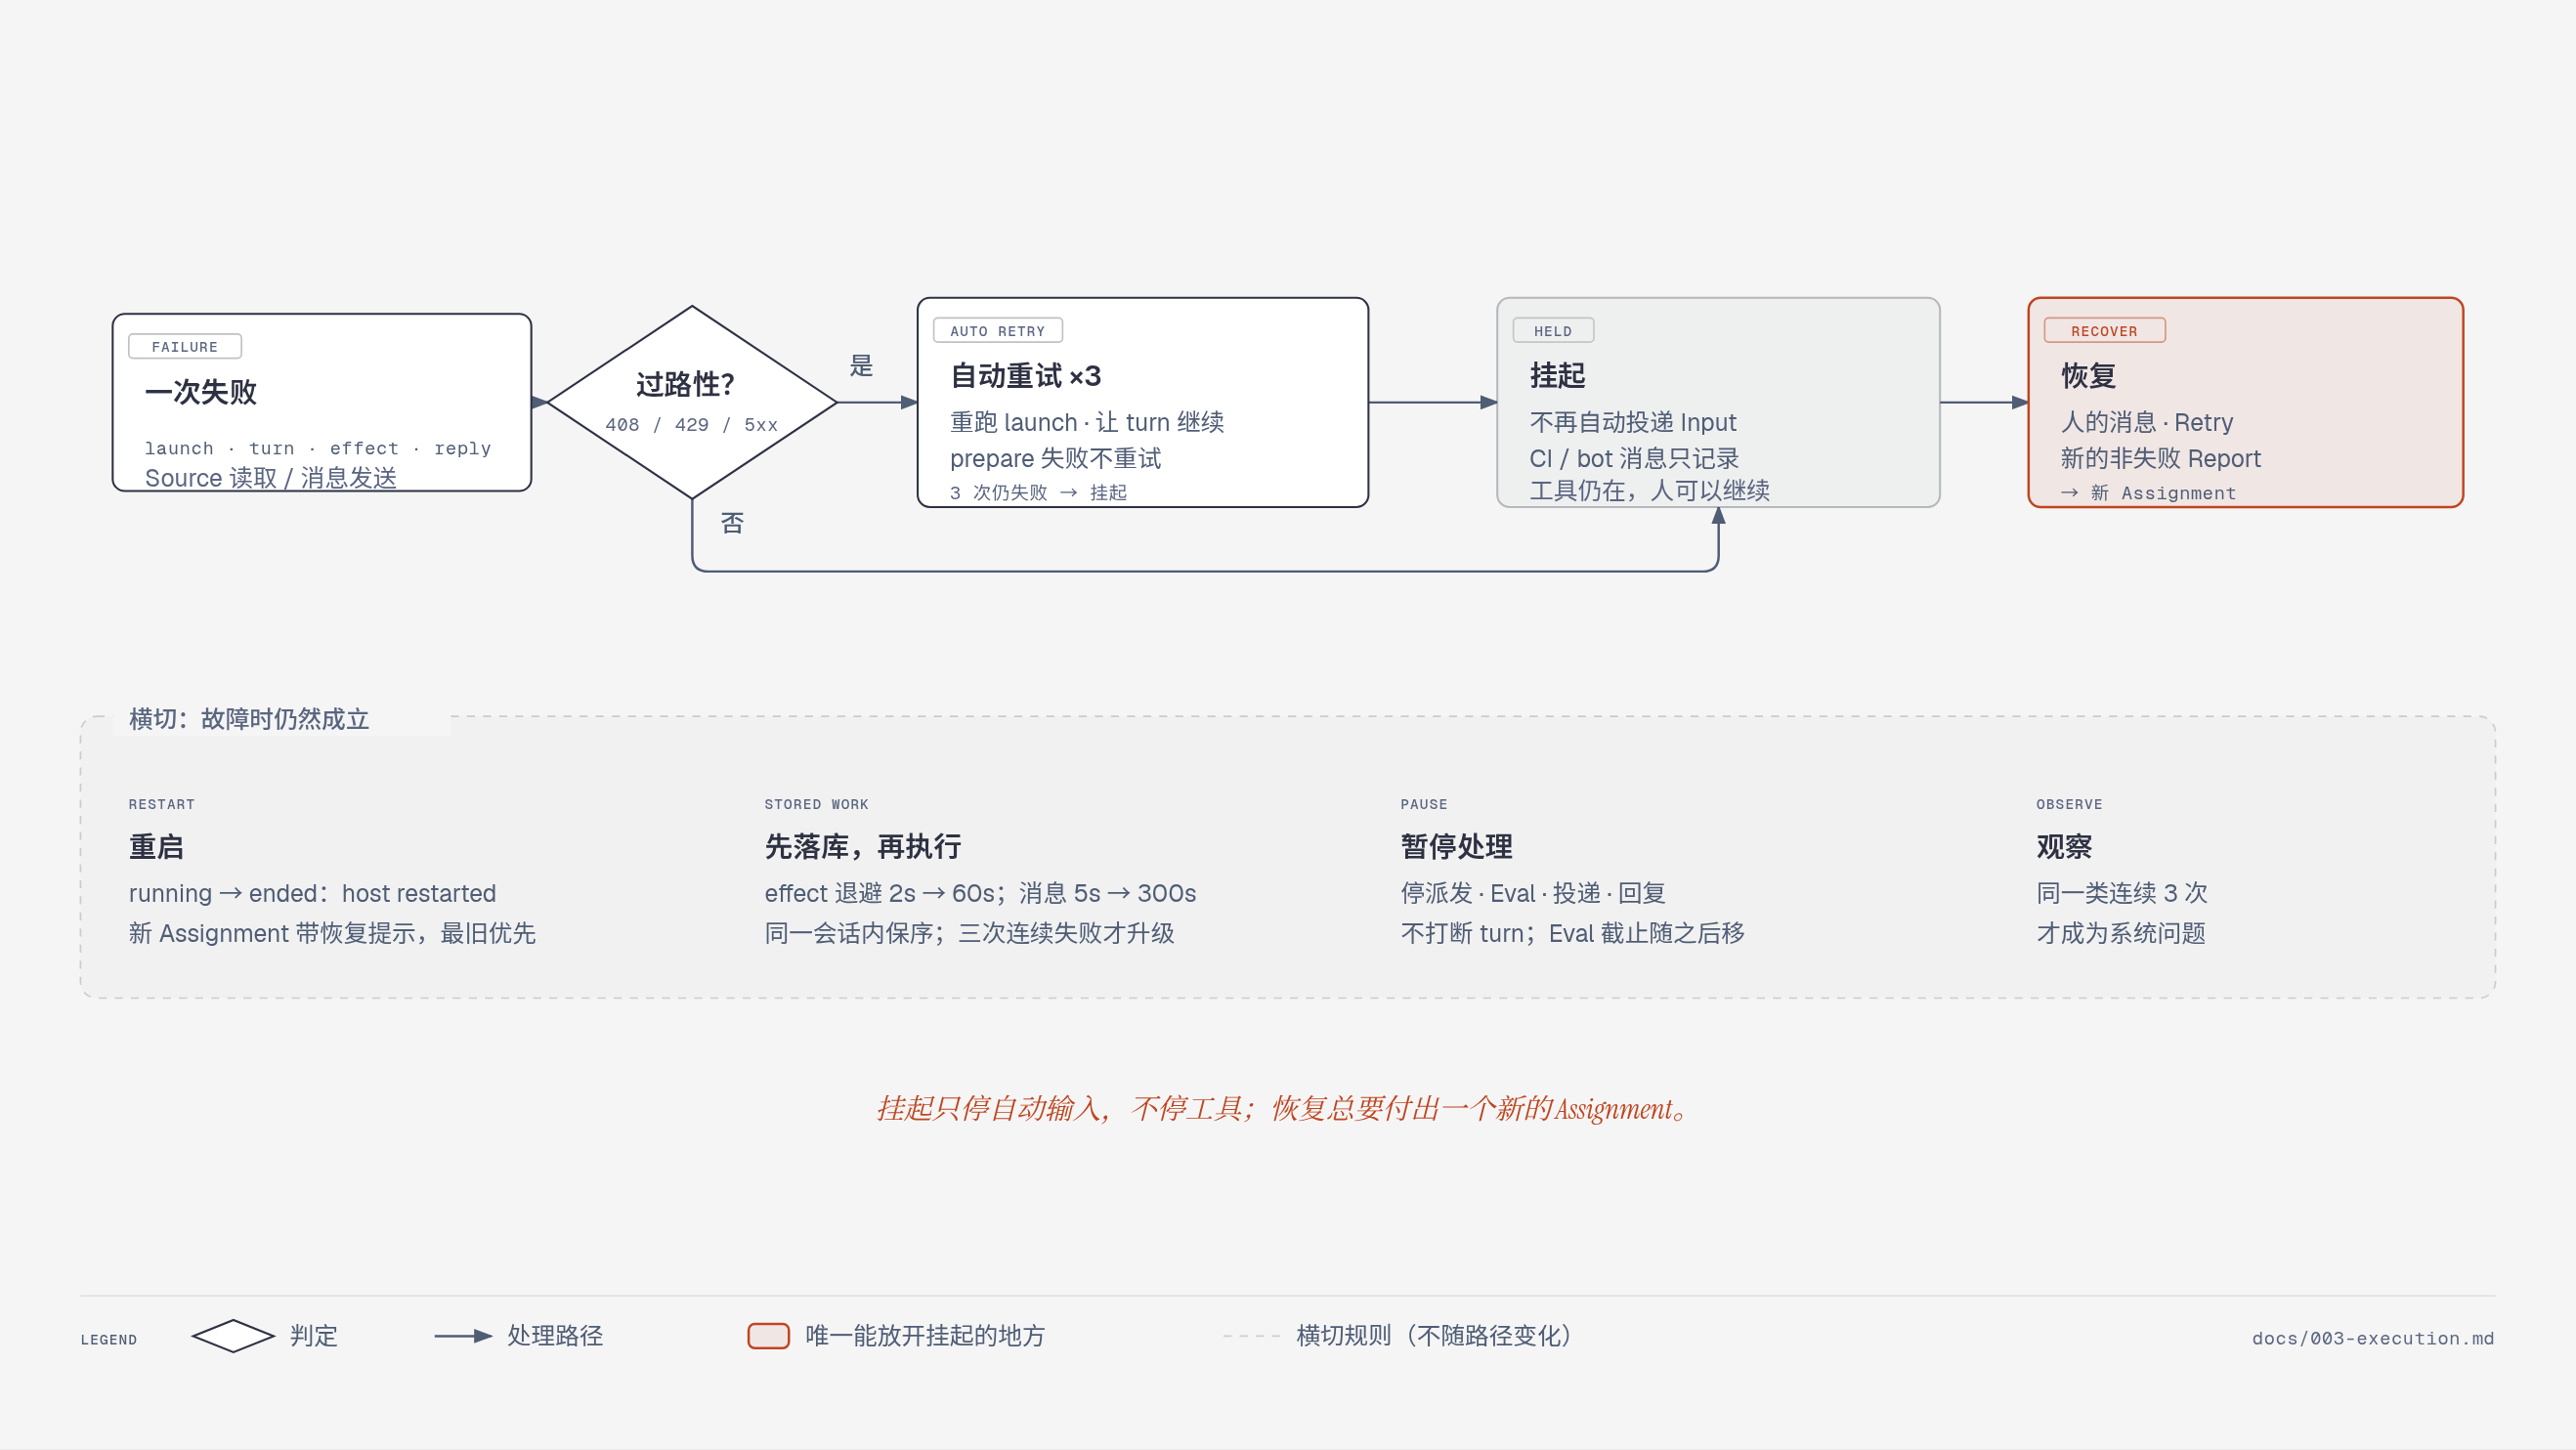 FAILURE
一次失败
launch · turn · effect · reply
Source 读取 / 消息发送
过路性？
408 / 429 / 5xx
是
否
AUTO RETRY
自动重试 ×3
重跑 launch · 让 turn 继续
prepare 失败不重试
3 次仍失败 → 挂起
HELD
挂起
不再自动投递 Input
CI / bot 消息只记录
工具仍在，人可以继续
RECOVER
恢复
人的消息 · Retry
新的非失败 Report
→ 新 Assignment
横切：故障时仍然成立
RESTART
重启
running → ended：host restarted
新 Assignment 带恢复提示，最旧优先
STORED WORK
先落库，再执行
effect 退避 2s → 60s；消息 5s → 300s
同一会话内保序；三次连续失败才升级
PAUSE
暂停处理
停派发 · Eval · 投递 · 回复
不打断 turn；Eval 截止随之后移
OBSERVE
观察
同一类连续 3 次
才成为系统问题
挂起只停自动输入，不停工具；恢复总要付出一个新的 Assignment。
LEGEND
判定
处理路径
唯一能放开挂起的地方
横切规则（不随路径变化）
docs/003-execution.md